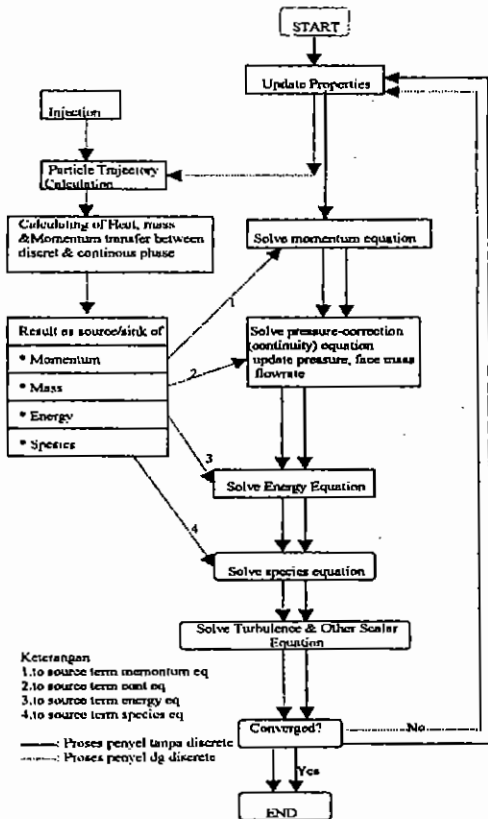 START
Update Properties
Injection
Particle Trajectory
Calculation
Calculating of Heat, mass
&Momentum transfer between
discret & continous phase
Solve momentum equation
1
Result as source/sink of
* Momentum
* Mass
* Energy
* Species
Solve pressure-correction
(continuity) equation
update pressure, face mass
flowrate
2
3
Solve Energy Equation
4
Solve species equation
Solve Turbulence & Other Scalar
Equation
Keterangan
1.to source term momentum eq
2.to source term cont eq
3.to source term energy eq
4.to source term species eq
: Proses penyel tanpa discrete
: Proses penyel dg discrete
Converged?
No
Yes
END